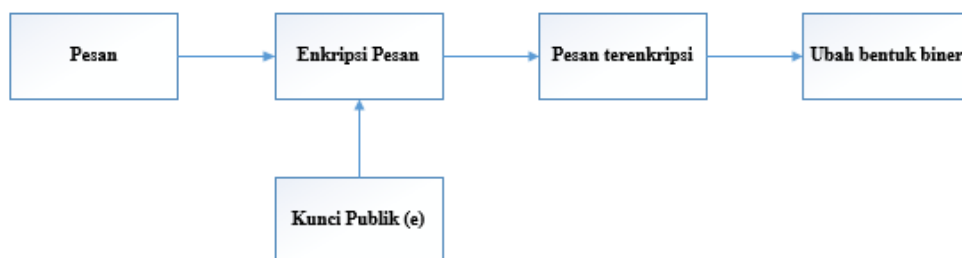 Pesan
Enkripsi Pesan
Pesan terenkripsi
Ubah bentuk biner
Kunci Publik (e)